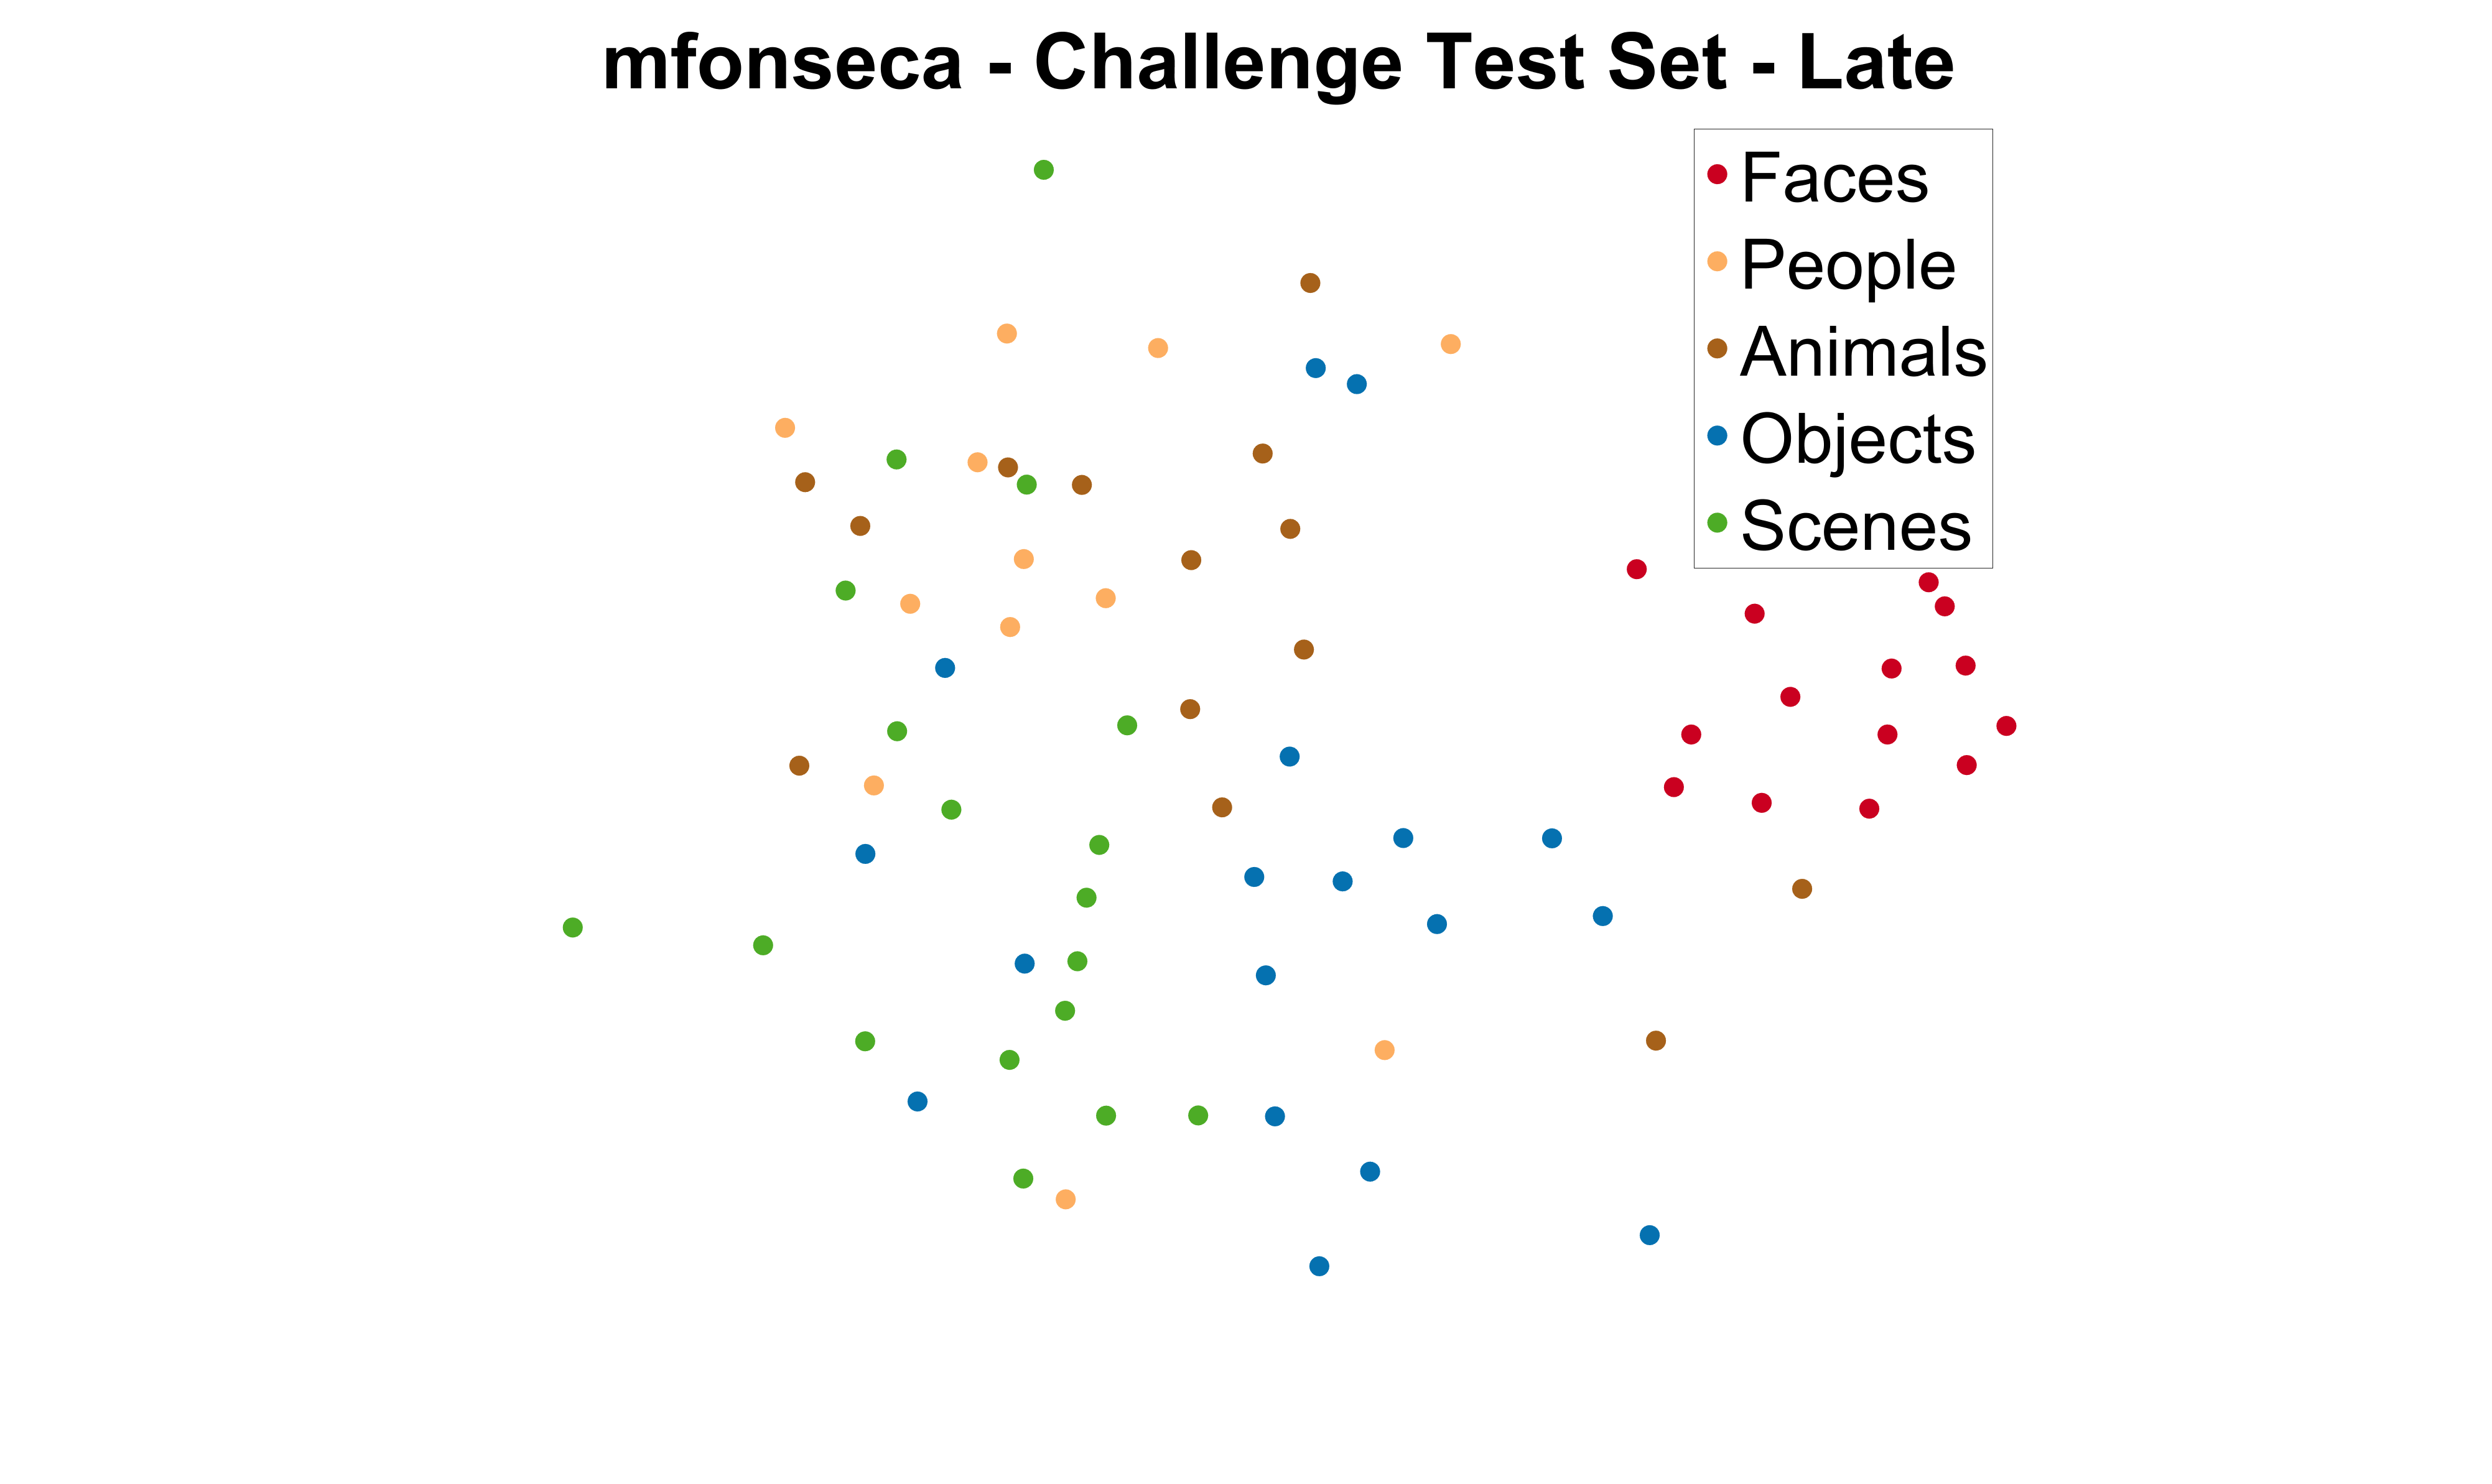 mfonseca - Challenge Test Set - Late
Faces
People
Animals
Objects
Scenes